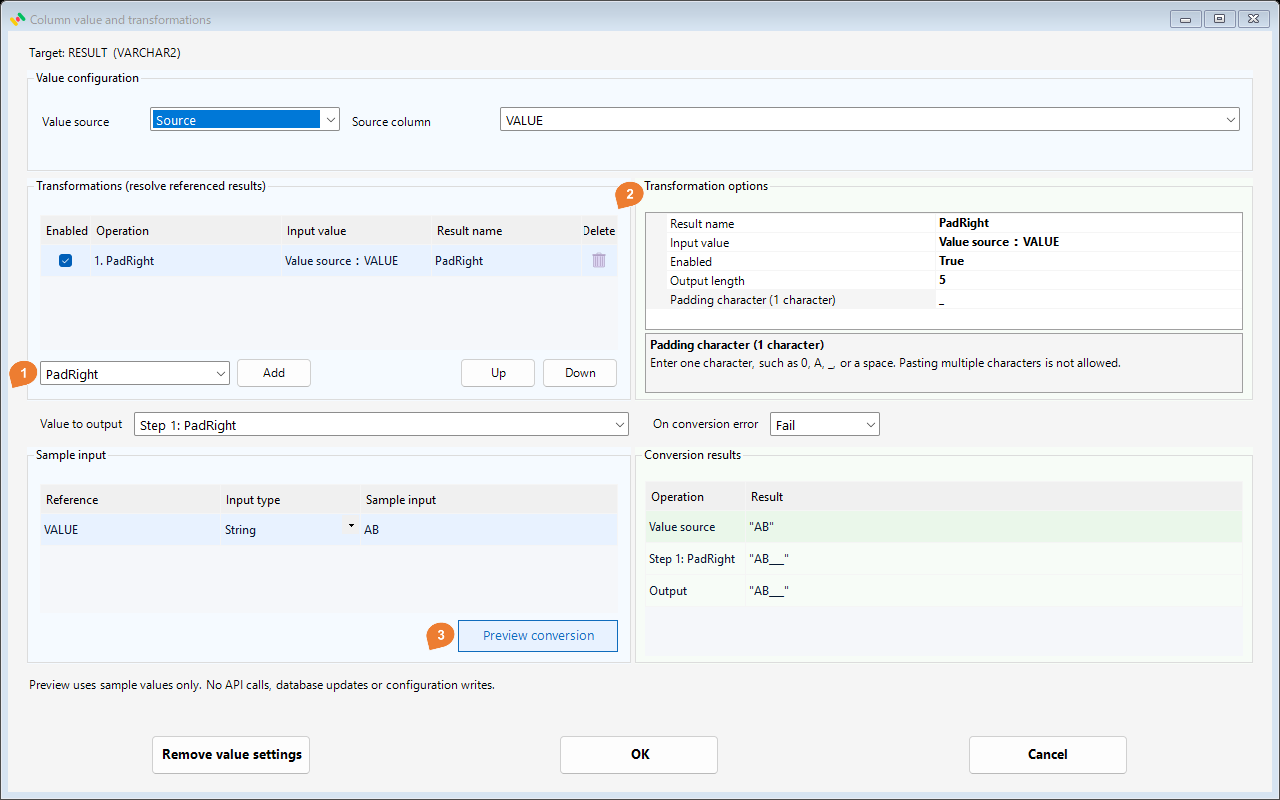 Column value and transformations
Target: RESULT (VARCHAR2)
Value configuration
Value source
Source
Source column
VALUE
Transformations (resolve referenced results)
Enabled Operation Input value Result name Delete
1. PadRight Value source : VALUE PadRight
1
PadRight
Add
Up
Down
2
Transformation options
Result name PadRight
Input value Value source : VALUE
Enabled True
Output length 5
Padding character (1 character) _
Padding character (1 character)
Enter one character, such as 0, A, _, or a space. Pasting multiple characters is not allowed.
Value to output
Step 1: PadRight
On conversion error
Fail
Sample input
Reference Input type Sample input
VALUE String AB
3
Preview conversion
Conversion results
Operation Result
Value source "AB"
Step 1: PadRight "AB___"
Output "AB___"
Preview uses sample values only. No API calls, database updates or configuration writes.
Remove value settings
OK
Cancel